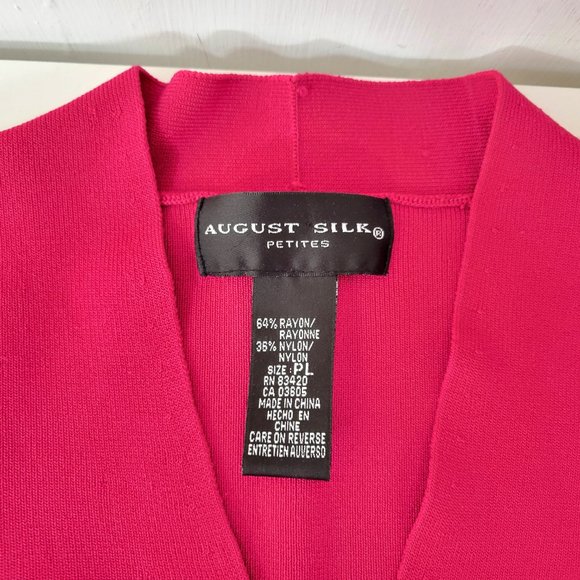 AUGUST SILK®
PETITES
64% RAYON/
RAYONNE
36% NYLON/
NYLON
SIZE: PL
RN 83420
CA 03605
MADE IN CHINA
HECHO EN
CHINE
CARE ON REVERSE
ENTRETIEN AUVERSO